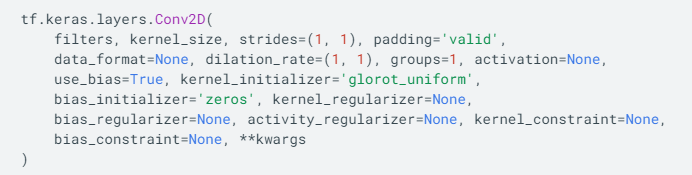 tf.keras.layers.Conv2D(
    filters, kernel_size, strides=(1, 1), padding='valid',
    data_format=None, dilation_rate=(1, 1), groups=1, activation=None,
    use_bias=True, kernel_initializer='glorot_uniform',
    bias_initializer='zeros', kernel_regularizer=None,
    bias_regularizer=None, activity_regularizer=None, kernel_constraint=None,
    bias_constraint=None, **kwargs
)